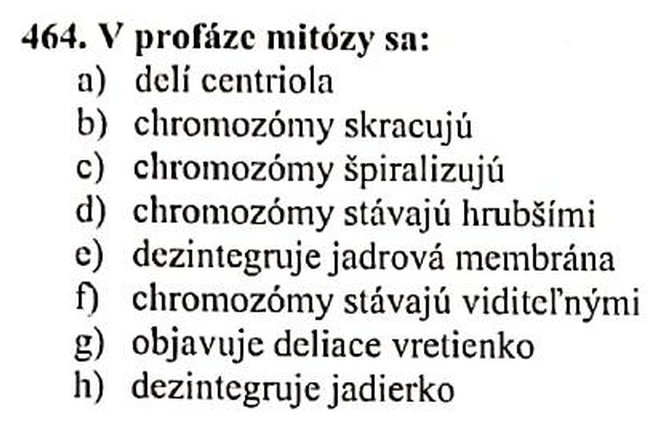 464. V profáze mitózy sa:
a) delí centriola
b) chromozómy skracujú
c) chromozómy špiralizujú
d) chromozómy stávajú hrubšími
e) dezintegruje jadrová membrána
f) chromozómy stávajú viditeľnými
g) objavuje deliace vretienko
h) dezintegruje jadierko